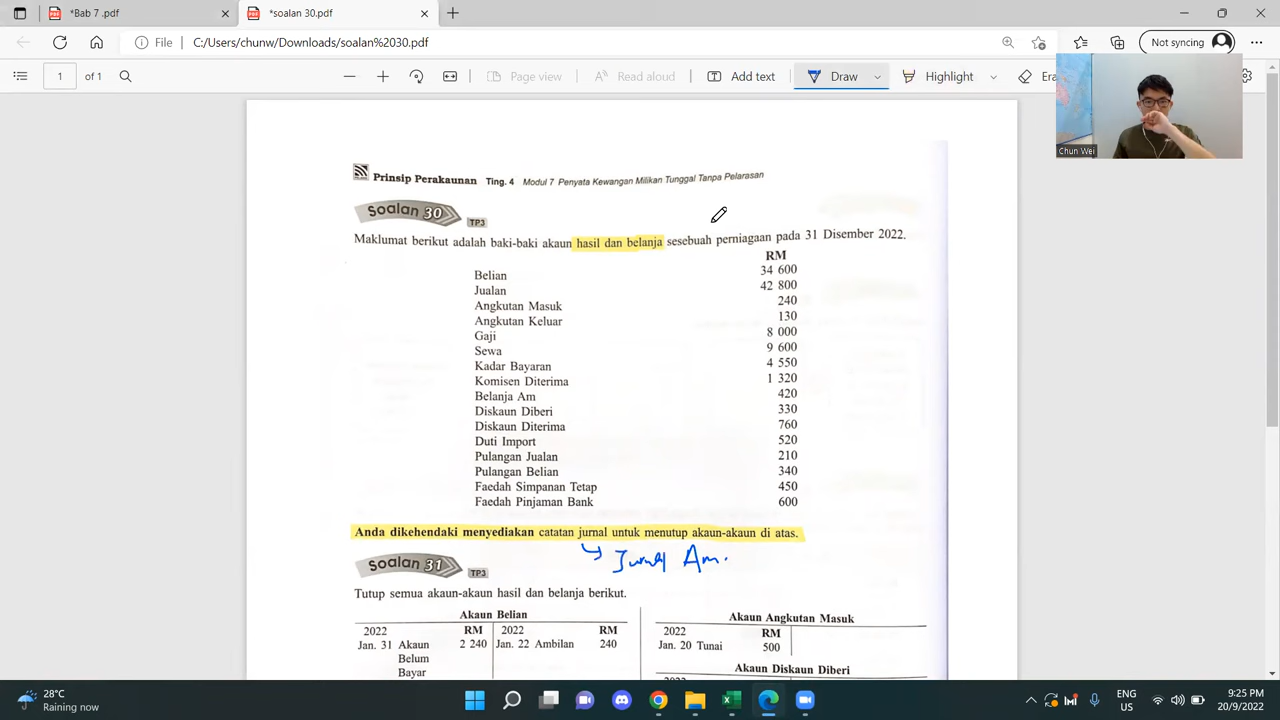 *Bab 7 .pdf
*soalan 30.pdf
File
C:/Users/chunw/Downloads/soalan%2030.pdf
Not syncing
1 of 1
Page view
Read aloud
Add text
Draw
Highlight
Chun Wei
Prinsip Perakaunan Ting. 4 Modul 7 Penyata Kewangan Milikan Tunggal Tanpa Pelarasan
Soalan 30 TP3
Maklumat berikut adalah baki-baki akaun hasil dan belanja sesebuah perniagaan pada 31 Disember 2022.
RM
Belian 34 600
Jualan 42 800
Angkutan Masuk 240
Angkutan Keluar 130
Gaji 8 000
Sewa 9 600
Kadar Bayaran 4 550
Komisen Diterima 1 320
Belanja Am 420
Diskaun Diberi 330
Diskaun Diterima 760
Duti Import 520
Pulangan Jualan 210
Pulangan Belian 340
Faedah Simpanan Tetap 450
Faedah Pinjaman Bank 600
Anda dikehendaki menyediakan catatan jurnal untuk menutup akaun-akaun di atas.
Jurnal Am.
Soalan 31 TP3
Tutup semua akaun-akaun hasil dan belanja berikut.
Akaun Belian
2022 RM 2022 RM
Jan. 31 Akaun 2 240 Jan. 22 Ambilan 240
Belum
Bayar
Akaun Angkutan Masuk
2022 RM
Jan. 20 Tunai 500
Akaun Diskaun Diberi
28°C
Raining now
ENG
US
9:25 PM
20/9/2022